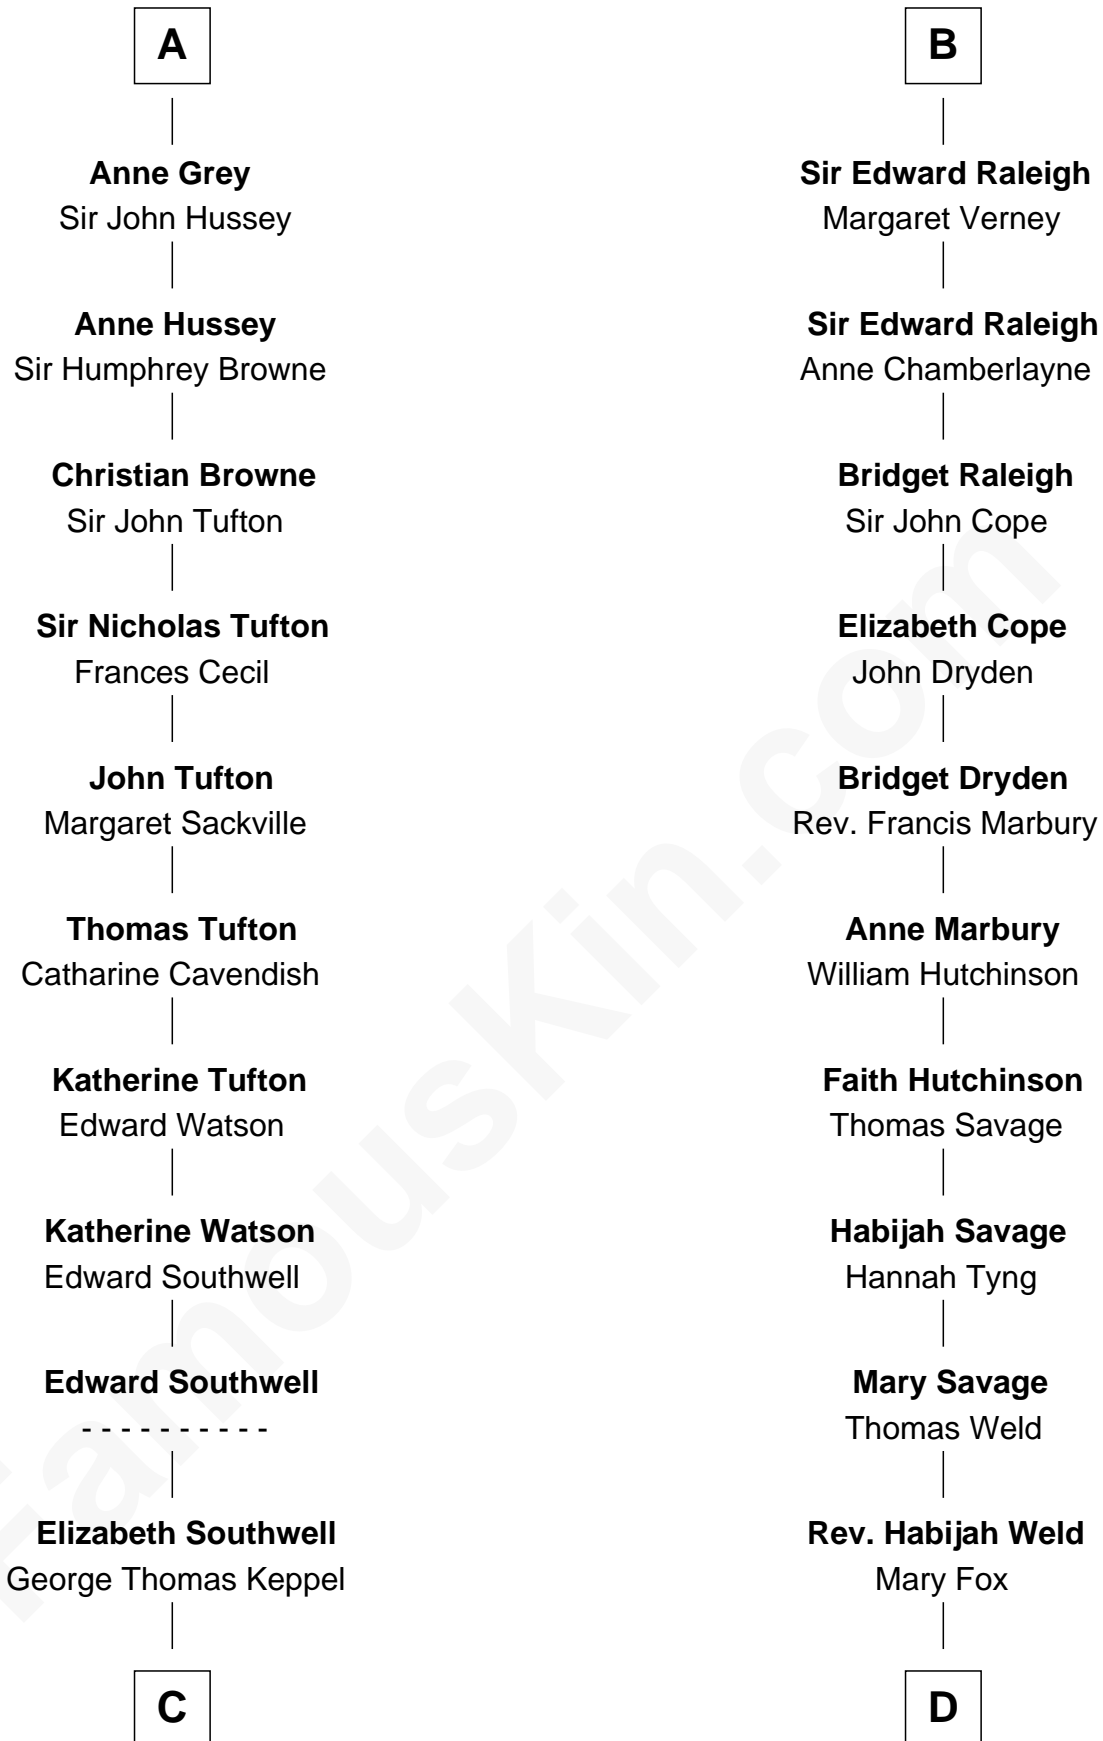 A
Anne Grey
Sir John Hussey
Anne Hussey
Sir Humphrey Browne
Christian Browne
Sir John Tufton
Sir Nicholas Tufton
Frances Cecil
John Tufton
Margaret Sackville
Thomas Tufton
Catharine Cavendish
Katherine Tufton
Edward Watson
Katherine Watson
Edward Southwell
Edward Southwell
- - - - - - - - - -
Elizabeth Southwell
George Thomas Keppel
C
B
Sir Edward Raleigh
Margaret Verney
Sir Edward Raleigh
Anne Chamberlayne
Bridget Raleigh
Sir John Cope
Elizabeth Cope
John Dryden
Bridget Dryden
Rev. Francis Marbury
Anne Marbury
William Hutchinson
Faith Hutchinson
Thomas Savage
Habijah Savage
Hannah Tyng
Mary Savage
Thomas Weld
Rev. Habijah Weld
Mary Fox
D
FamousKin.com